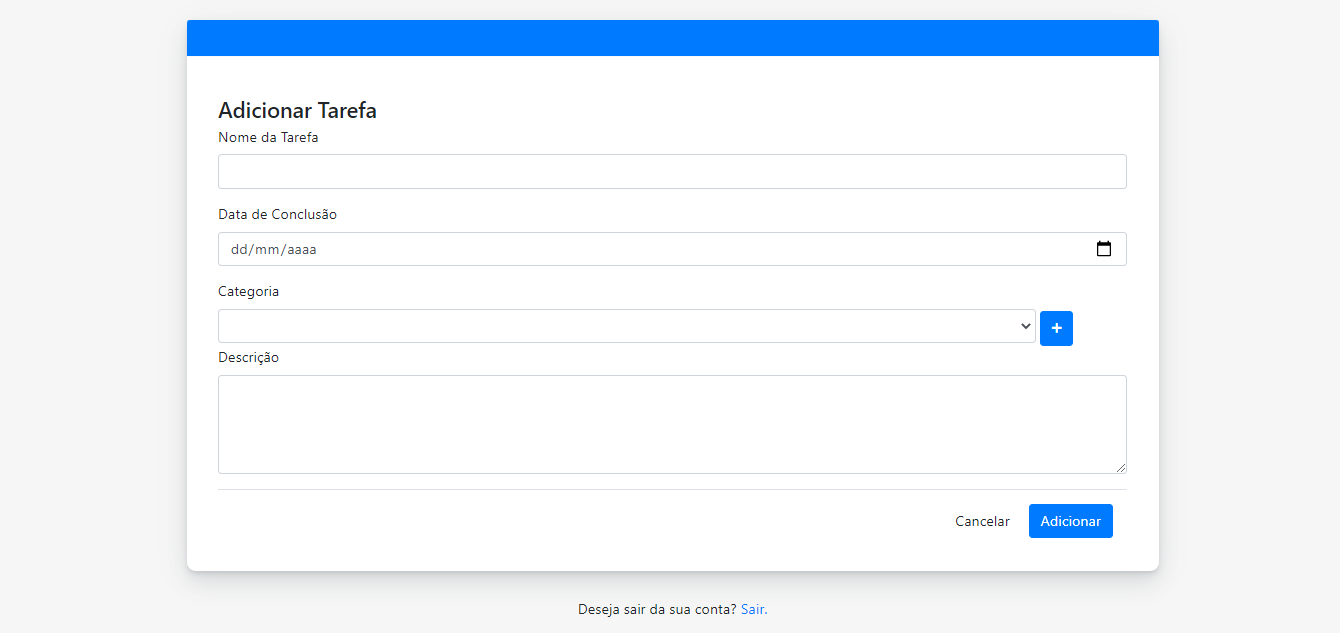 Adicionar Tarefa
Nome da Tarefa
Data de Conclusão
dd/mm/aaaa
Categoria
+
Descrição
Cancelar Adicionar
Deseja sair da sua conta? Sair.